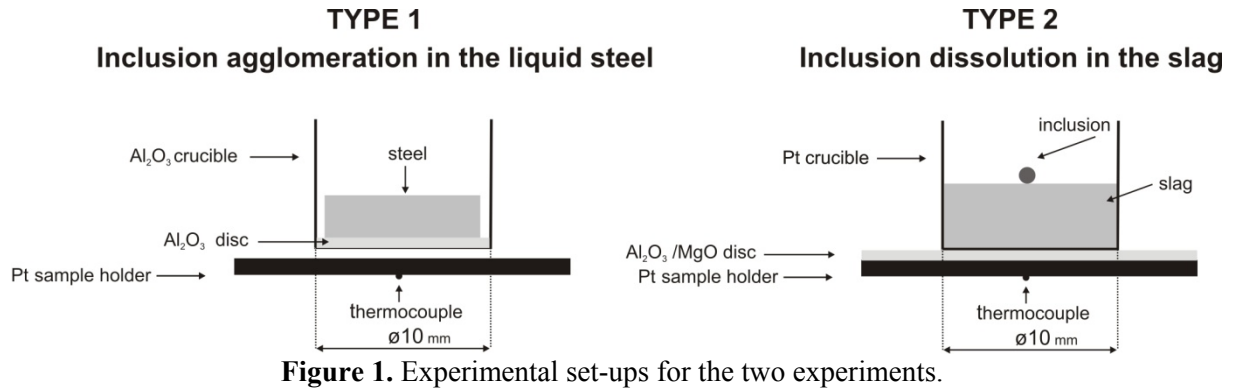 TYPE 1
Inclusion agglomeration in the liquid steel
Al₂O₃ crucible
steel
Al₂O₃ disc
Pt sample holder
thermocouple
ø10 mm
TYPE 2
Inclusion dissolution in the slag
inclusion
Pt crucible
slag
Al₂O₃ /MgO disc
Pt sample holder
thermocouple
ø10 mm
Figure 1. Experimental set-ups for the two experiments.